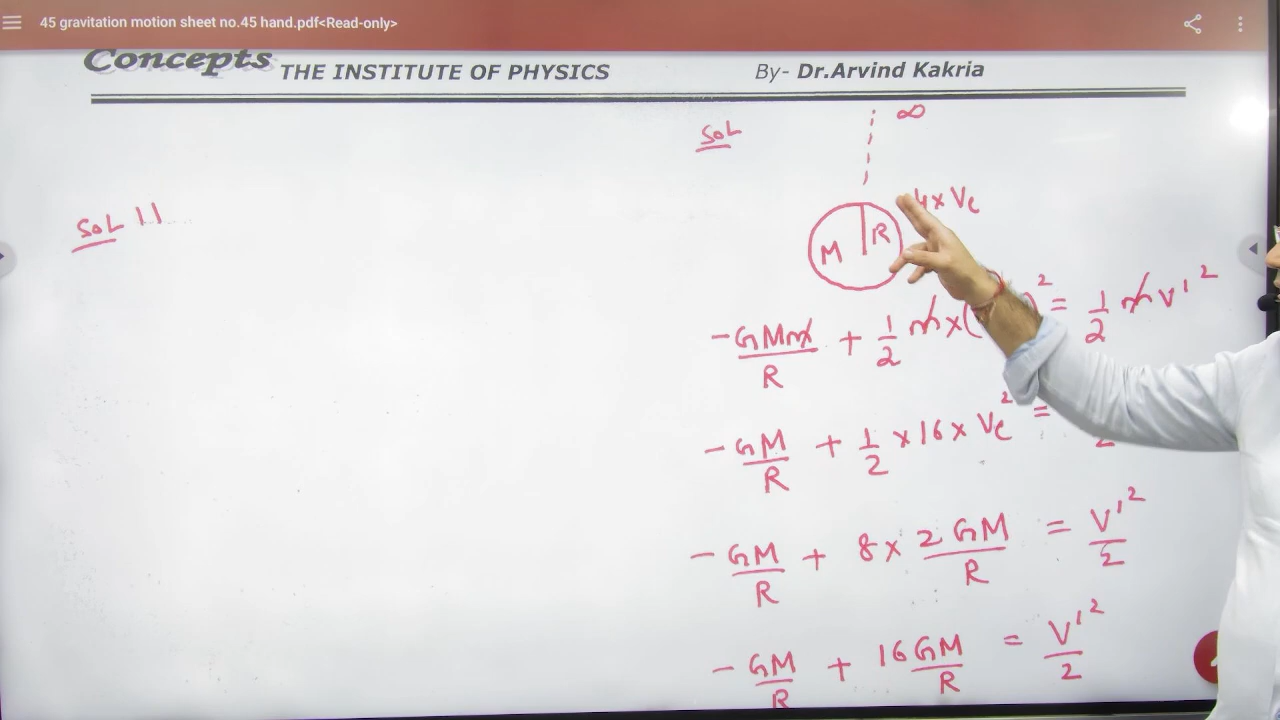 45 gravitation motion sheet no.45 hand.pdf<Read-only>
Concepts THE INSTITUTE OF PHYSICS By- Dr.Arvind Kakria
Sol 11
Sol
∞
4 x Vc
M R
-GMm/R + 1/2 m x ( )² = 1/2 m v'²
-GM/R + 1/2 x 16 x Vc² =
-GM/R + 8 x 2GM/R = V'²/2
-GM/R + 16GM/R = V'²/2